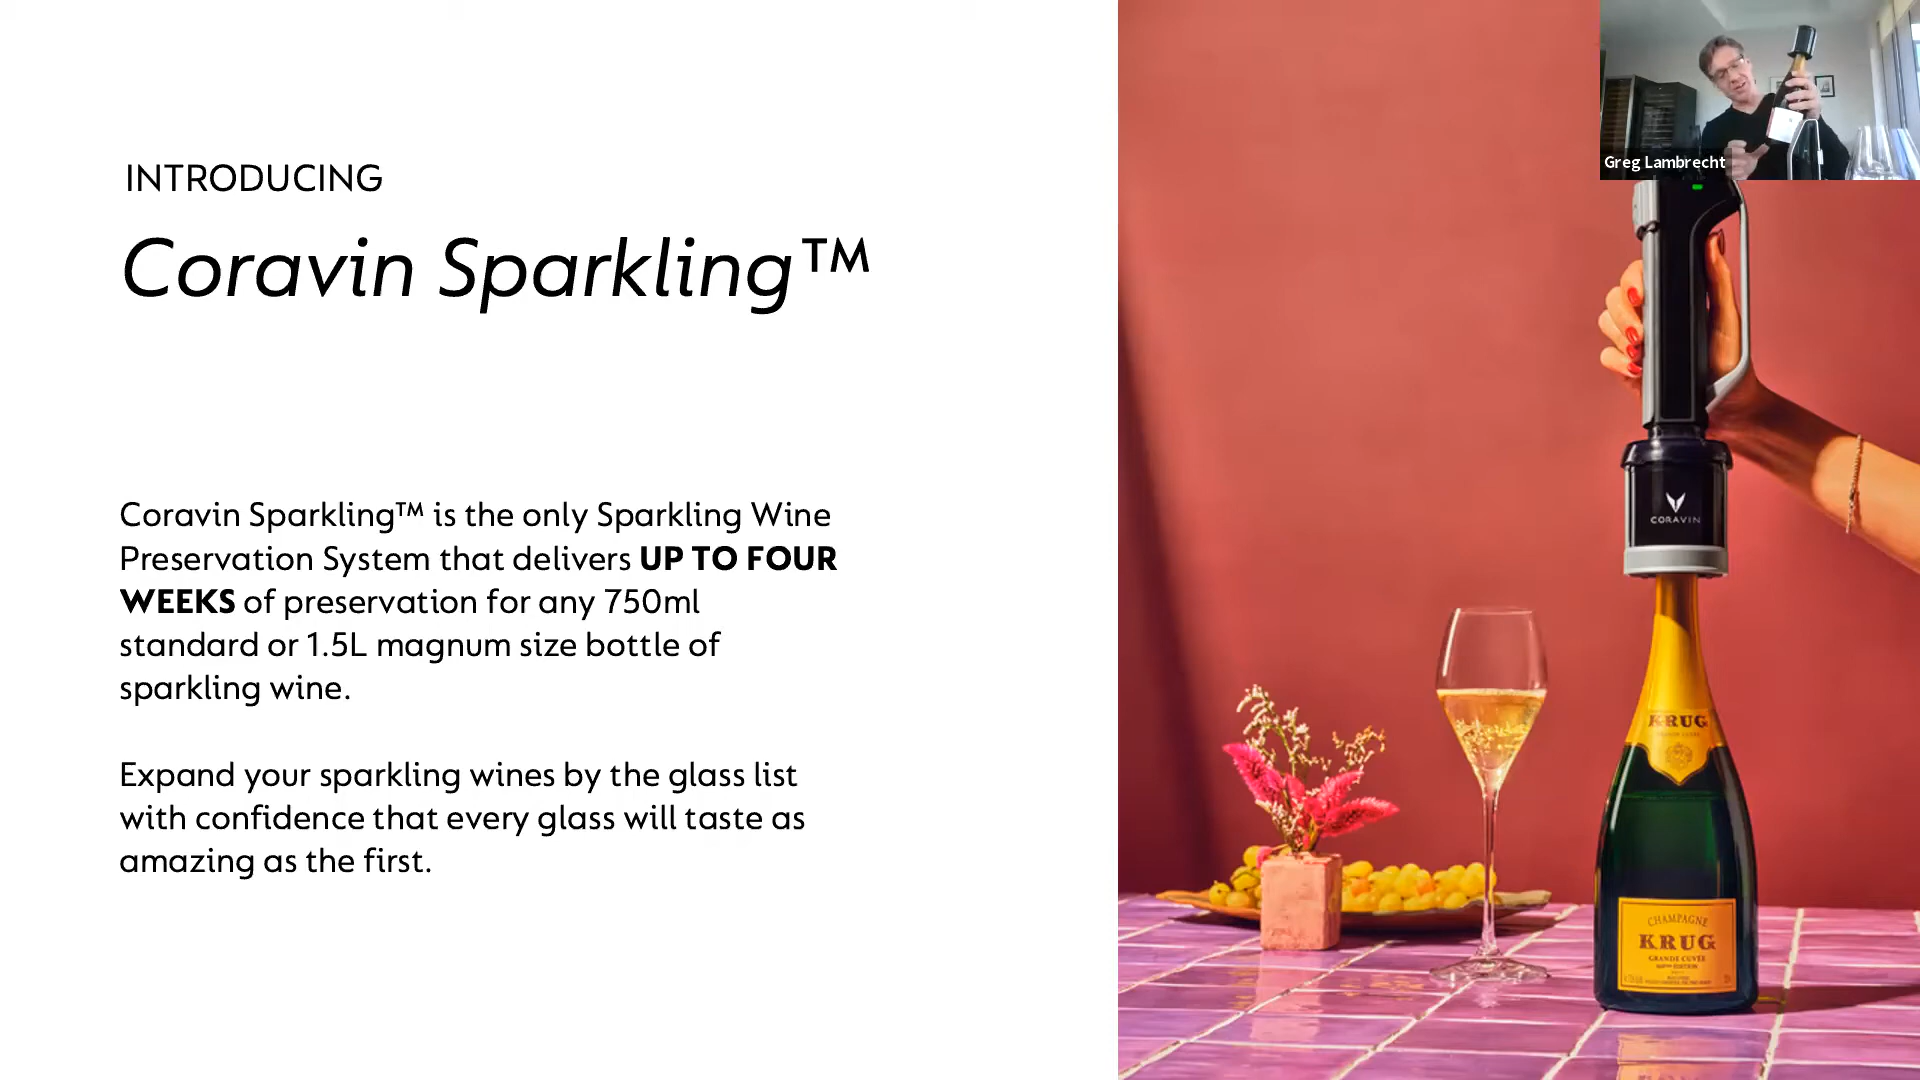 INTRODUCING
Coravin Sparkling™
Coravin Sparkling™ is the only Sparkling Wine
Preservation System that delivers UP TO FOUR
WEEKS of preservation for any 750ml
standard or 1.5L magnum size bottle of
sparkling wine.
Expand your sparkling wines by the glass list
with confidence that every glass will taste as
amazing as the first.
Greg Lambrecht
CORAVIN
KRUG
GRANDE CUVÉE
CHAMPAGNE
KRUG
GRANDE CUVÉE